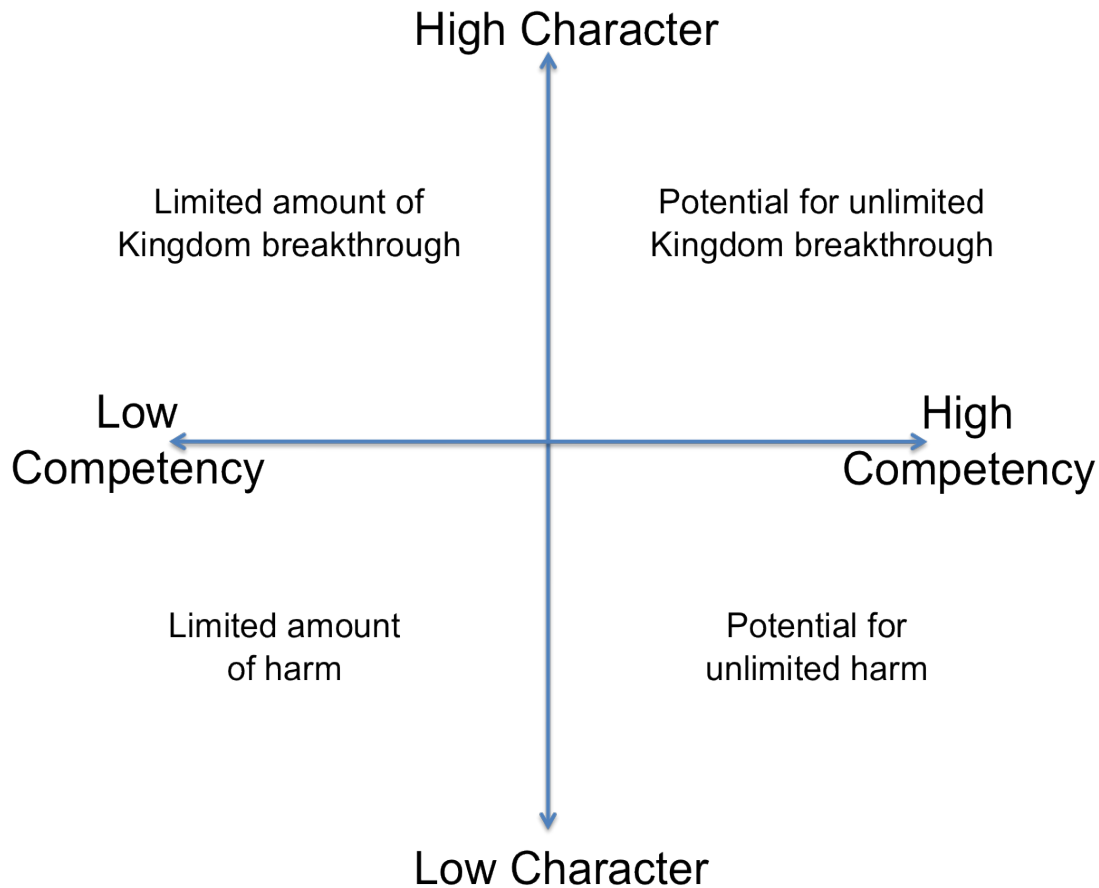 High Character
Limited amount of
Kingdom breakthrough
Potential for unlimited
Kingdom breakthrough
Low
Competency
High
Competency
Limited amount
of harm
Potential for
unlimited harm
Low Character